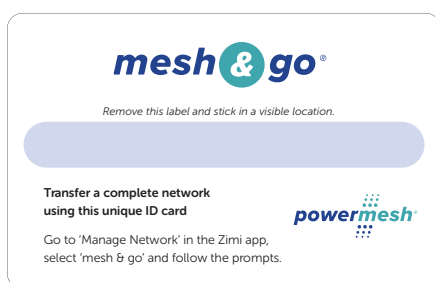 mesh & go®
Remove this label and stick in a visible location.
Transfer a complete network
using this unique ID card
powermesh®
Go to ‘Manage Network’ in the Zimi app,
select ‘mesh & go’ and follow the prompts.